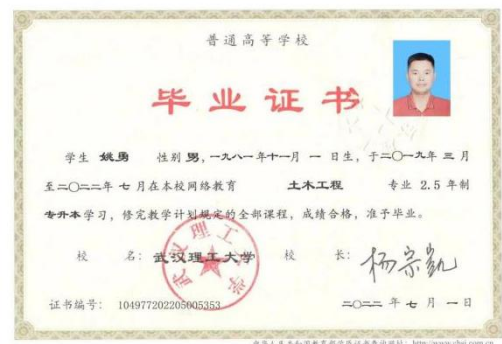 普通高等学校
毕业证书
学生 姚勇 性别 男，一九八一年十一月 一 日生，于二〇一九年 三 月
至二〇二二年 七 月在本校网络教育 土木工程 专业 2.5 年制
专升本学习，修完教学计划规定的全部课程，成绩合格，准予毕业。
校 名：武汉理工大学 校 长：杨宗凯
武汉理工大学
证书编号：104977202205005353 二〇二二 年 七 月 一 日